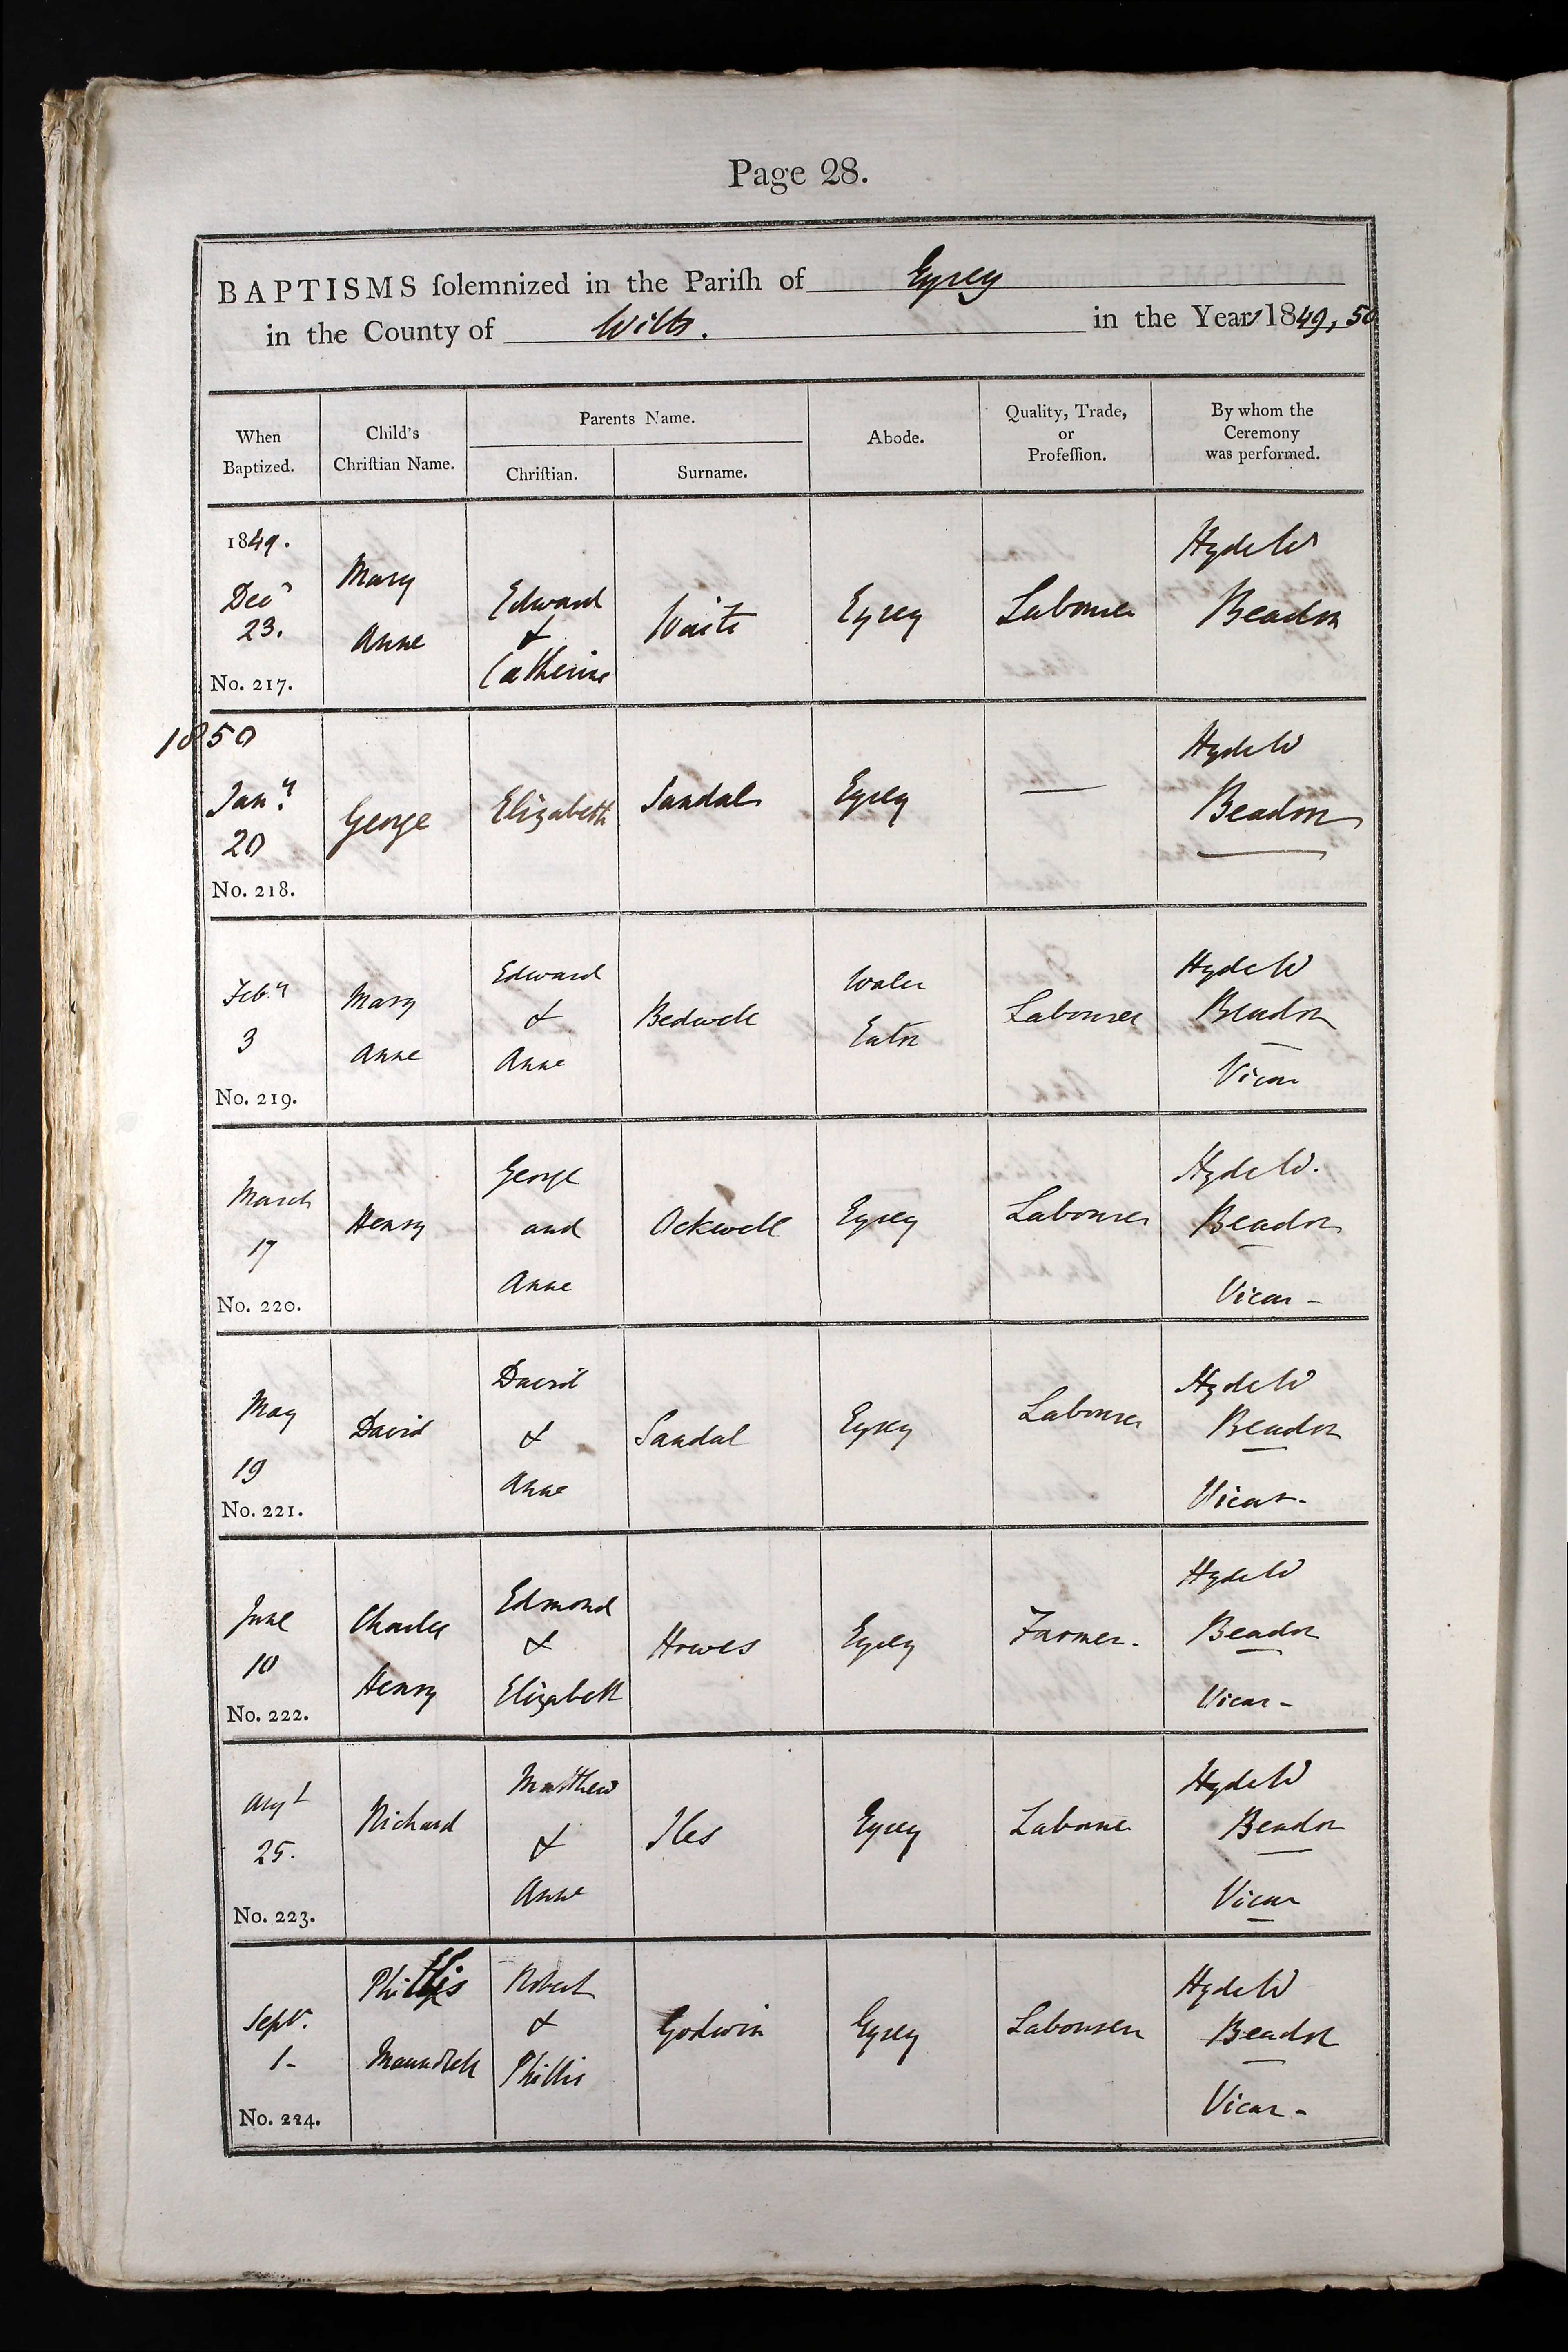 Page 28.
BAPTISMS ſolemnized in the Pariſh of Eysey
in the County of Wilts. in the Years 1849, 50
When
Baptized.
Child's
Chriſtian Name.
Parents Name.
Chriſtian.
Surname.
Abode.
Quality, Trade,
or
Profeſſion.
By whom the
Ceremony
was performed.
1849.
Decr
23.
No. 217.
Mary
Anne
Edward
&
Catherine
Waite
Eysey
Labourer
Hyde W
Beadon
1850
Jany.
20
No. 218.
George
Elizabeth
Sandals
Eysey
—
Hyde W
Beadon
Feby
3
No. 219.
Mary
Anne
Edward
&
Anne
Bedwell
Water
Eaton
Labourer
Hyde W
Beadon
Vicar
March
17
No. 220.
Henry
George
and
Anne
Ockwell
Eysey
Labourer
Hyde W.
Beadon
Vicar -
May
19
No. 221.
David
David
&
Anne
Sandal
Eysey
Labourer
Hyde W
Beadon
Vicar -
June
10
No. 222.
Charles
Henry
Edmond
&
Elizabeth
Howes
Eysey
Farmer -
Hyde W
Beadon
Vicar -
Augt
25.
No. 223.
Richard
Matthew
&
Anne
Iles
Eysey
Labourer
Hyde W
Beadon
Vicar
Septr.
1 -
No. 224.
Phillis
Maundrell
Robert
&
Phillis
Godwin
Eysey
Labourer
Hyde W
Beadon
Vicar -